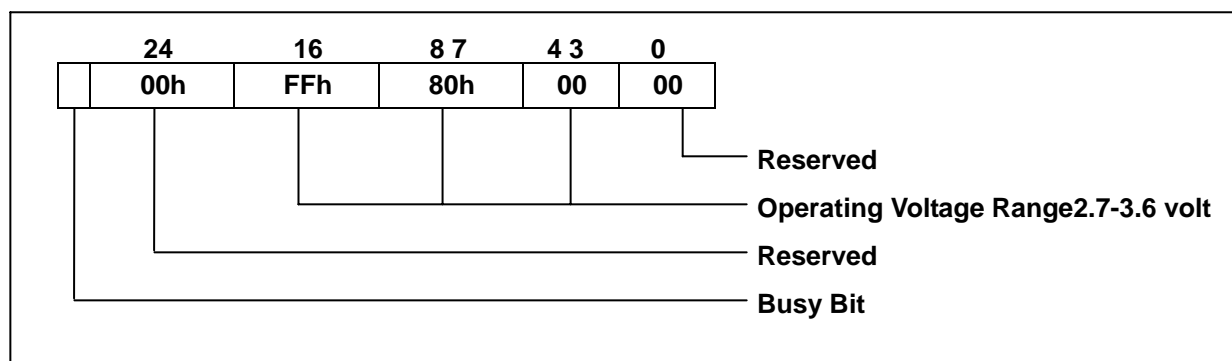 24 16 8 7 4 3 0
00h FFh 80h 00 00
Reserved
Operating Voltage Range2.7-3.6 volt
Reserved
Busy Bit